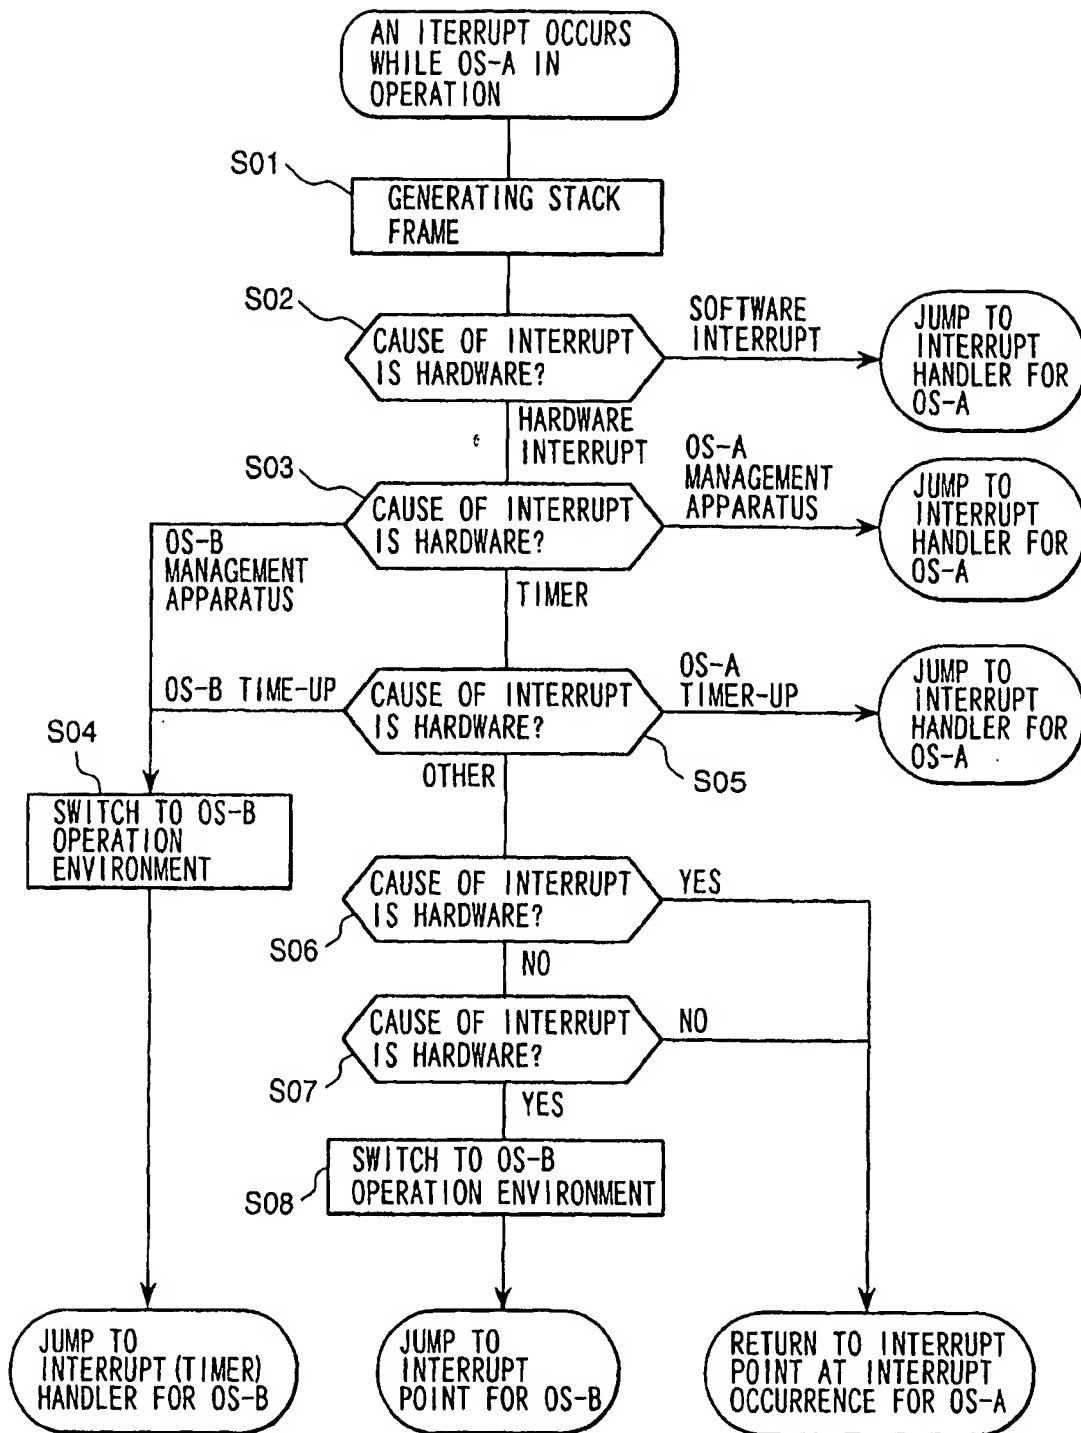 AN ITERRUPT OCCURS
WHILE OS-A IN
OPERATION
S01
GENERATING STACK
FRAME
S02
CAUSE OF INTERRUPT
IS HARDWARE?
SOFTWARE
INTERRUPT
JUMP TO
INTERRUPT
HANDLER FOR
OS-A
HARDWARE
INTERRUPT
S03
CAUSE OF INTERRUPT
IS HARDWARE?
OS-A
MANAGEMENT
APPARATUS
JUMP TO
INTERRUPT
HANDLER FOR
OS-A
OS-B
MANAGEMENT
APPARATUS
TIMER
OS-B TIME-UP
CAUSE OF INTERRUPT
IS HARDWARE?
OS-A
TIMER-UP
JUMP TO
INTERRUPT
HANDLER FOR
OS-A
S04
OTHER
S05
SWITCH TO OS-B
OPERATION
ENVIRONMENT
CAUSE OF INTERRUPT
IS HARDWARE?
YES
S06
NO
CAUSE OF INTERRUPT
IS HARDWARE?
NO
S07
YES
SWITCH TO OS-B
OPERATION ENVIRONMENT
S08
JUMP TO
INTERRUPT (TIMER)
HANDLER FOR OS-B
JUMP TO
INTERRUPT
POINT FOR OS-B
RETURN TO INTERRUPT
POINT AT INTERRUPT
OCCURRENCE FOR OS-A